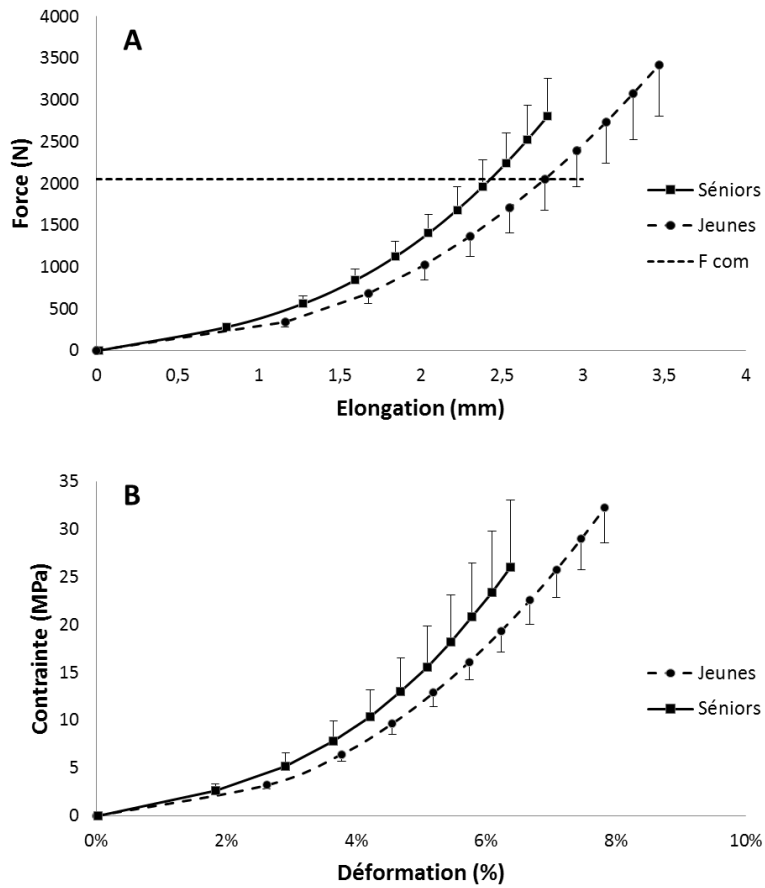 A
Force (N)
4000
3500
3000
2500
2000
1500
1000
500
0
0
0,5
1
1,5
2
2,5
3
3,5
4
Elongation (mm)
Séniors
Jeunes
F com
B
Contrainte (MPa)
35
30
25
20
15
10
5
0
0%
2%
4%
6%
8%
10%
Déformation (%)
Jeunes
Séniors